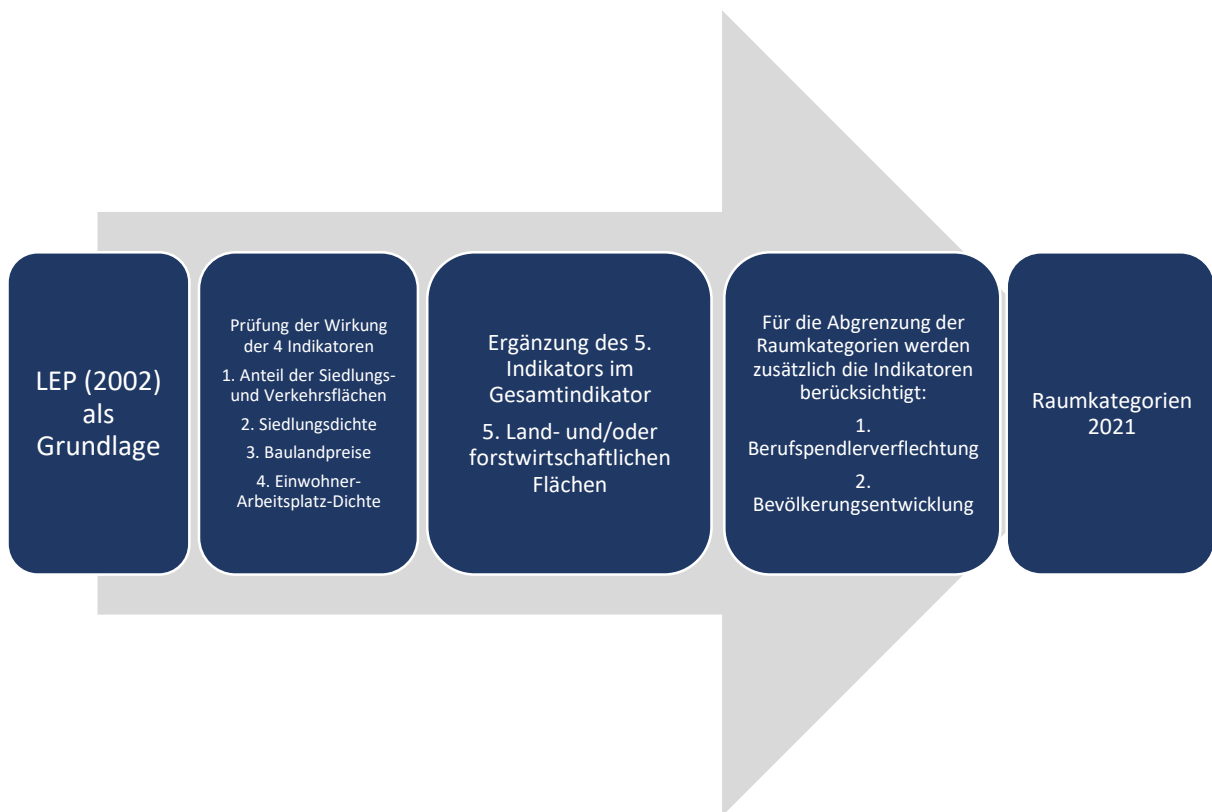 LEP (2002)
als
Grundlage
Prüfung der Wirkung
der 4 Indikatoren
1. Anteil der Siedlungs-
und Verkehrsflächen
2. Siedlungsdichte
3. Baulandpreise
4. Einwohner-
Arbeitsplatz-Dichte
Ergänzung des 5.
Indikators im
Gesamtindikator
5. Land- und/oder
forstwirtschaftlichen
Flächen
Für die Abgrenzung der
Raumkategorien werden
zusätzlich die Indikatoren
berücksichtigt:
1.
Berufspendlerverflechtung
2.
Bevölkerungsentwicklung
Raumkategorien
2021